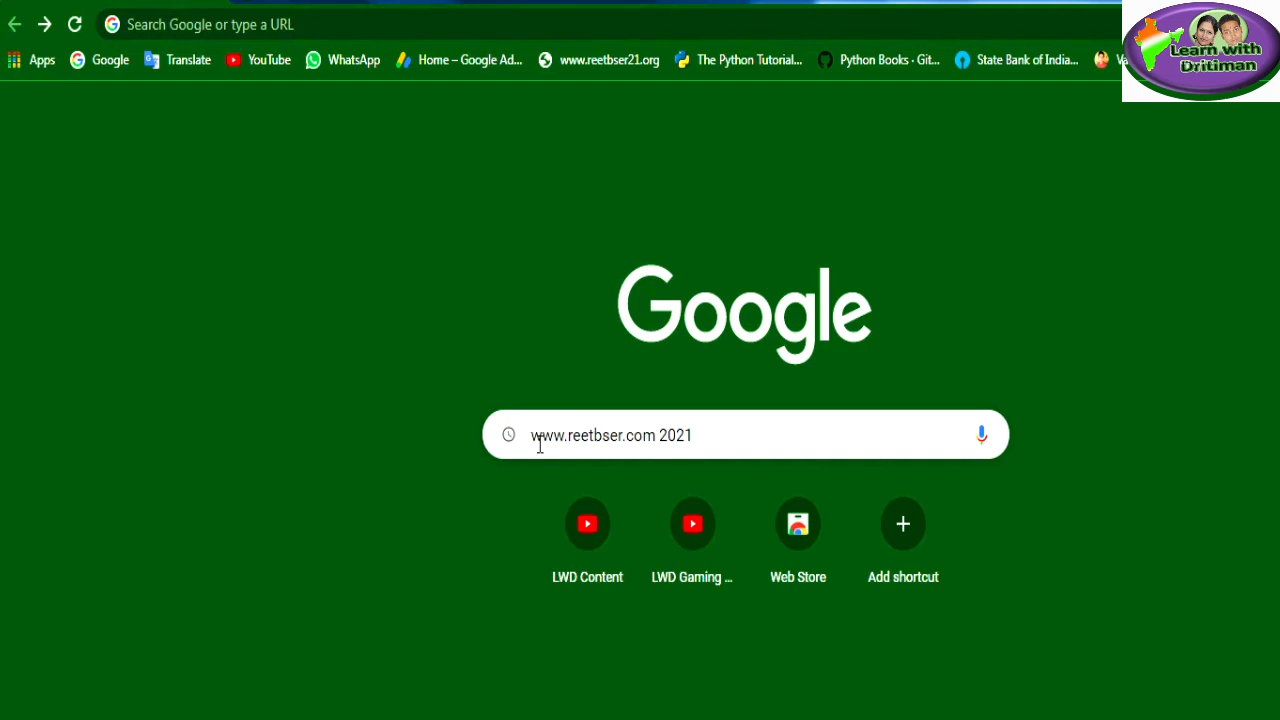 Search Google or type a URL
Apps Google Translate YouTube WhatsApp Home – Google Ad... www.reetbser21.org The Python Tutorial... Python Books · Git... State Bank of India...
Learn with
Dritiman
Google
www.reetbser.com 2021
LWD Content LWD Gaming ... Web Store Add shortcut